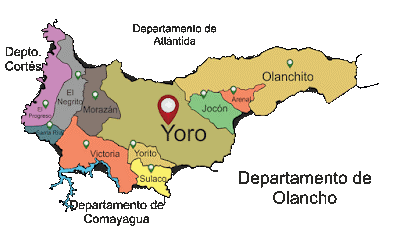 Departamento de
Atlántida
Depto.
Cortés
Olanchito
El
Negrito
Arenal
Morazán
Jocón
El
Progreso
Yoro
Santa Rita
Victoria
Yorito
Sulaco
Departamento de
Olancho
Departamento de
Comayagua